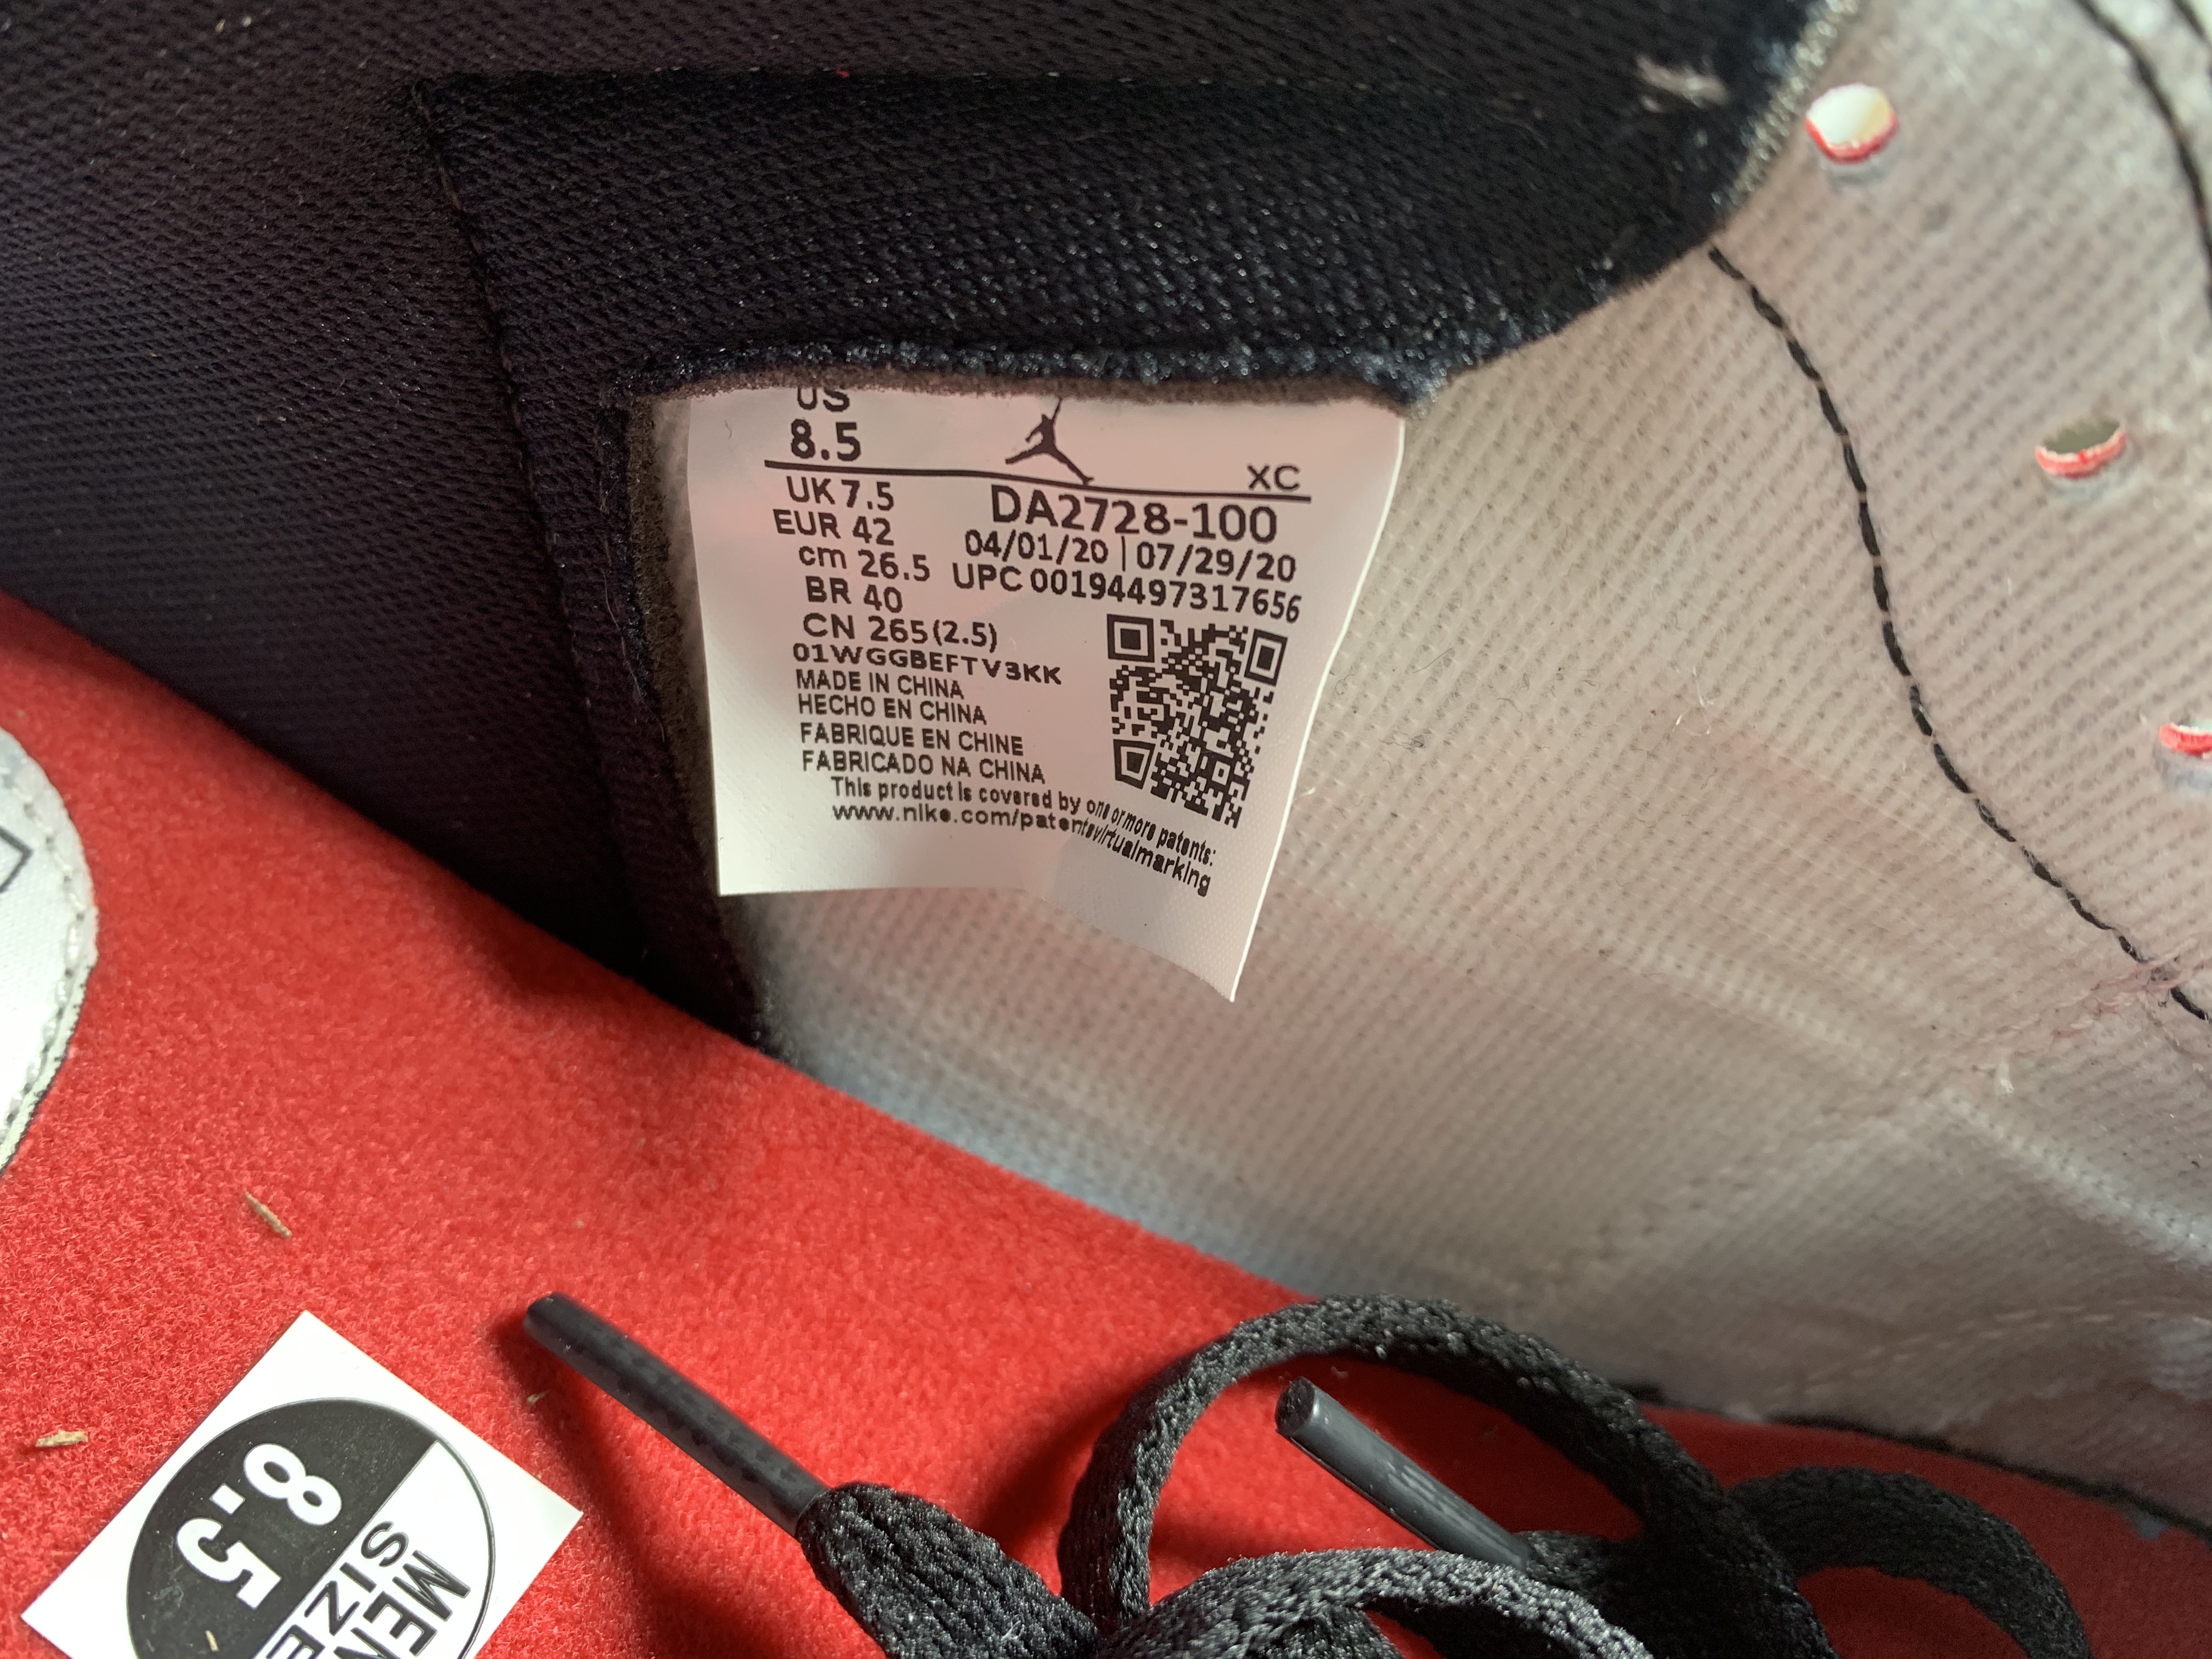 US
8.5
XC
UK 7.5
DA2728-100
EUR 42
04/01/20 | 07/29/20
cm 26.5
UPC 00194497317656
BR 40
CN 265(2.5)
01WGGBEFTV3KK
MADE IN CHINA
HECHO EN CHINA
FABRIQUE EN CHINE
FABRICADO NA CHINA
This product is covered by one or more patents:
www.nike.com/patentsvirtualmarking
8.5
MEN
SIZE